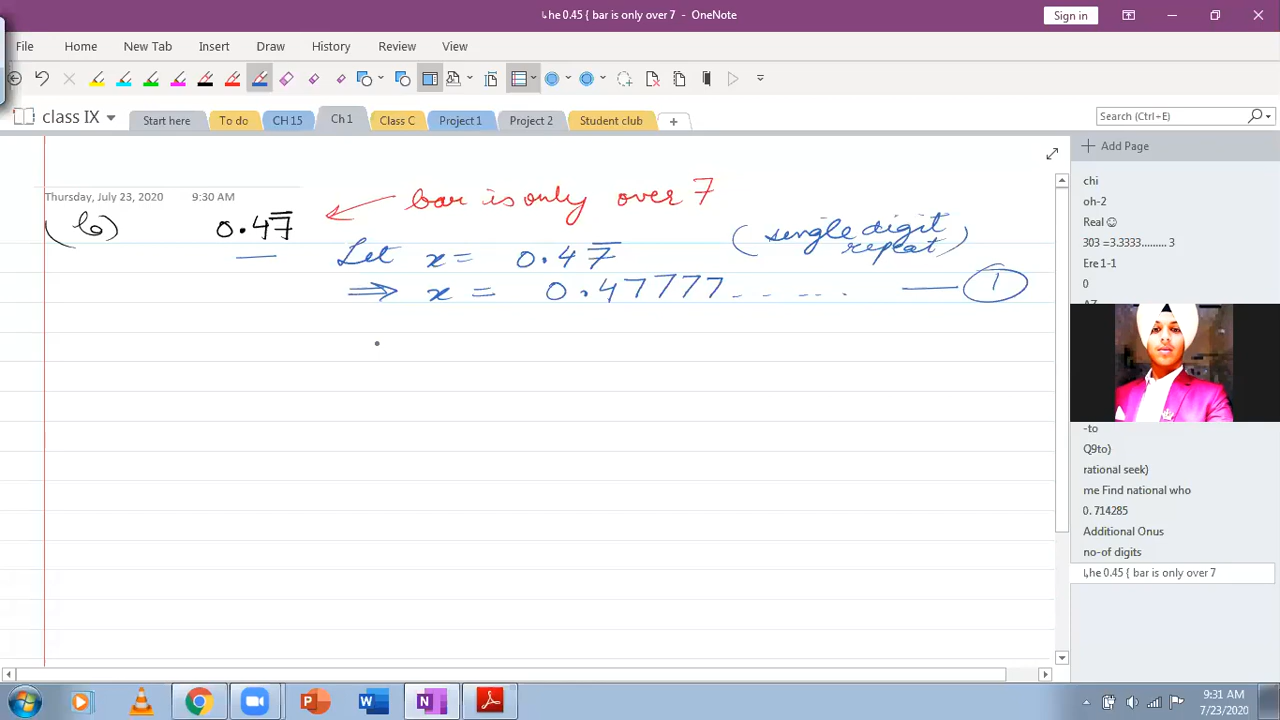 ↳he 0.45 { bar is only over 7 - OneNote
Sign in
File Home New Tab Insert Draw History Review View
class IX
Start here To do CH 15 Ch 1 Class C Project 1 Project 2 Student club
Search (Ctrl+E)
Thursday, July 23, 2020 9:30 AM
bar is only over 7
(b) 0.47̅
Let x = 0.47̅ (single digit repeat)
⇒ x = 0.47777....... — ①
Add Page
chi
oh-2
Real ☺
303 =3.3333......... 3
Ere 1-1
0
-to
Q9to)
rational seek)
me Find national who
0. 714285
Additional Onus
no-of digits
↳he 0.45 { bar is only over 7
9:31 AM
7/23/2020